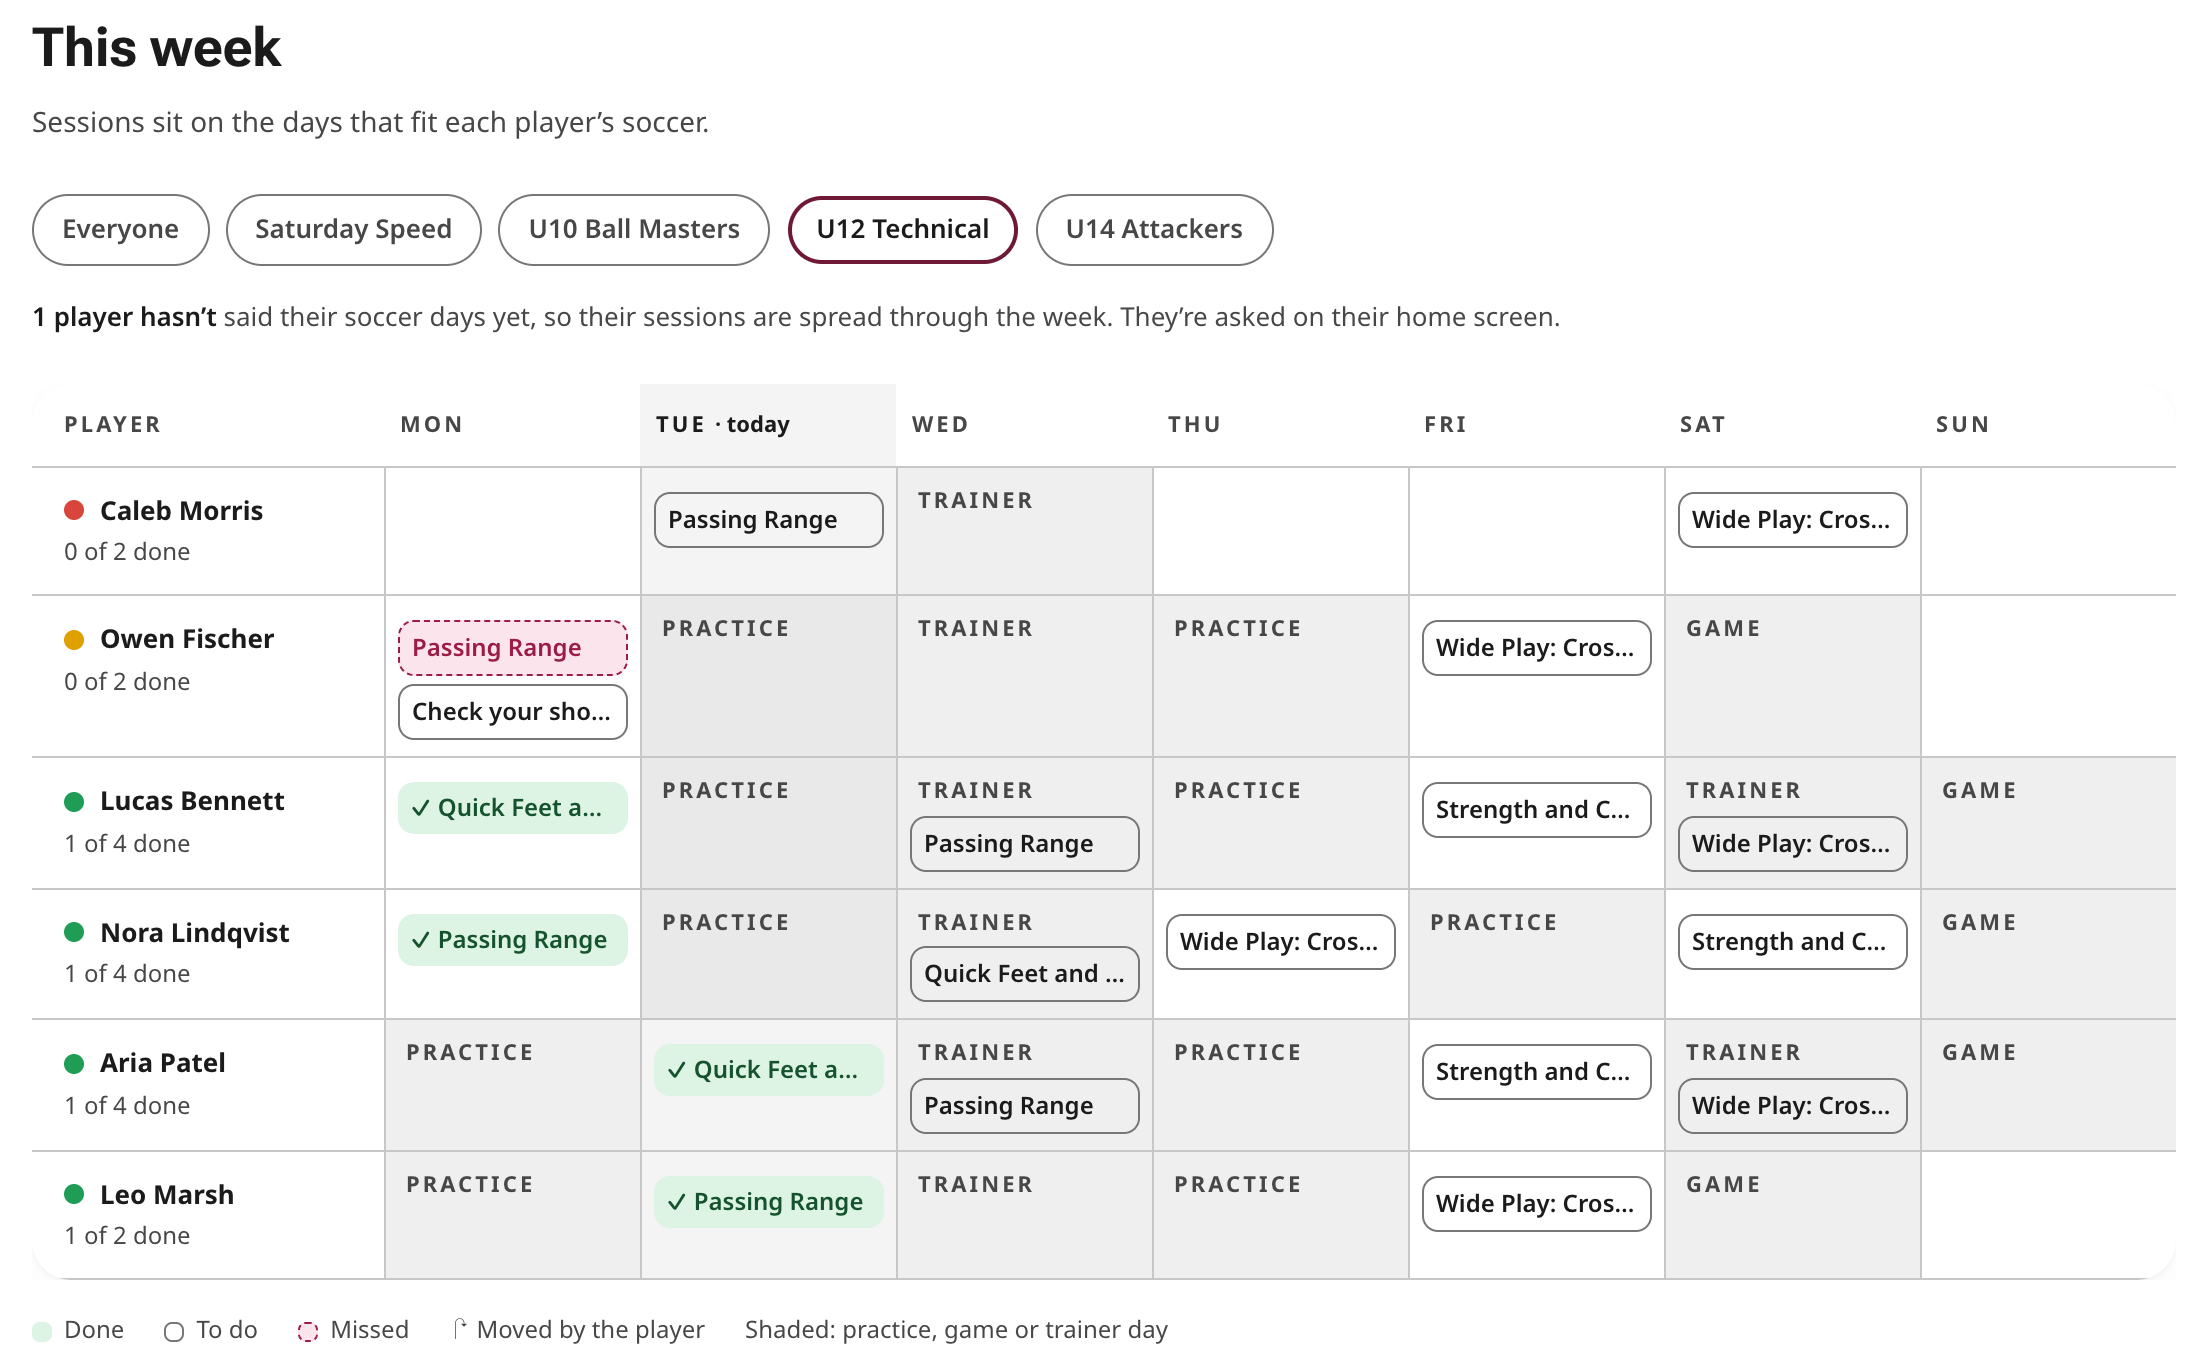 This week
Sessions sit on the days that fit each player’s soccer.
Everyone Saturday Speed U10 Ball Masters U12 Technical U14 Attackers
1 player hasn’t said their soccer days yet, so their sessions are spread through the week. They’re asked on their home screen.
PLAYER MON TUE · today WED THU FRI SAT SUN
Caleb Morris
0 of 2 done
Passing Range
TRAINER
Wide Play: Cros...
Owen Fischer
0 of 2 done
Passing Range
Check your sho...
PRACTICE
TRAINER
PRACTICE
Wide Play: Cros...
GAME
Lucas Bennett
1 of 4 done
✓ Quick Feet a...
PRACTICE
TRAINER
Passing Range
PRACTICE
Strength and C...
TRAINER
Wide Play: Cros...
GAME
Nora Lindqvist
1 of 4 done
✓ Passing Range
PRACTICE
TRAINER
Quick Feet and ...
Wide Play: Cros...
PRACTICE
Strength and C...
GAME
Aria Patel
1 of 4 done
PRACTICE
✓ Quick Feet a...
TRAINER
Passing Range
PRACTICE
Strength and C...
TRAINER
Wide Play: Cros...
GAME
Leo Marsh
1 of 2 done
PRACTICE
✓ Passing Range
TRAINER
PRACTICE
Wide Play: Cros...
GAME
Done To do Missed Moved by the player Shaded: practice, game or trainer day